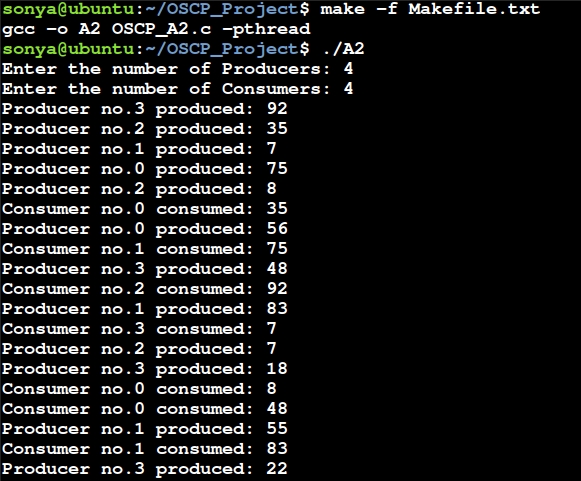 sonya@ubuntu:~/OSCP_Project$ make -f Makefile.txt
gcc -o A2 OSCP_A2.c -pthread
sonya@ubuntu:~/OSCP_Project$ ./A2
Enter the number of Producers: 4
Enter the number of Consumers: 4
Producer no.3 produced: 92
Producer no.2 produced: 35
Producer no.1 produced: 7
Producer no.0 produced: 75
Producer no.2 produced: 8
Consumer no.0 consumed: 35
Producer no.0 produced: 56
Consumer no.1 consumed: 75
Producer no.3 produced: 48
Consumer no.2 consumed: 92
Producer no.1 produced: 83
Consumer no.3 consumed: 7
Producer no.2 produced: 7
Producer no.3 produced: 18
Consumer no.0 consumed: 8
Consumer no.0 consumed: 48
Producer no.1 produced: 55
Consumer no.1 consumed: 83
Producer no.3 produced: 22